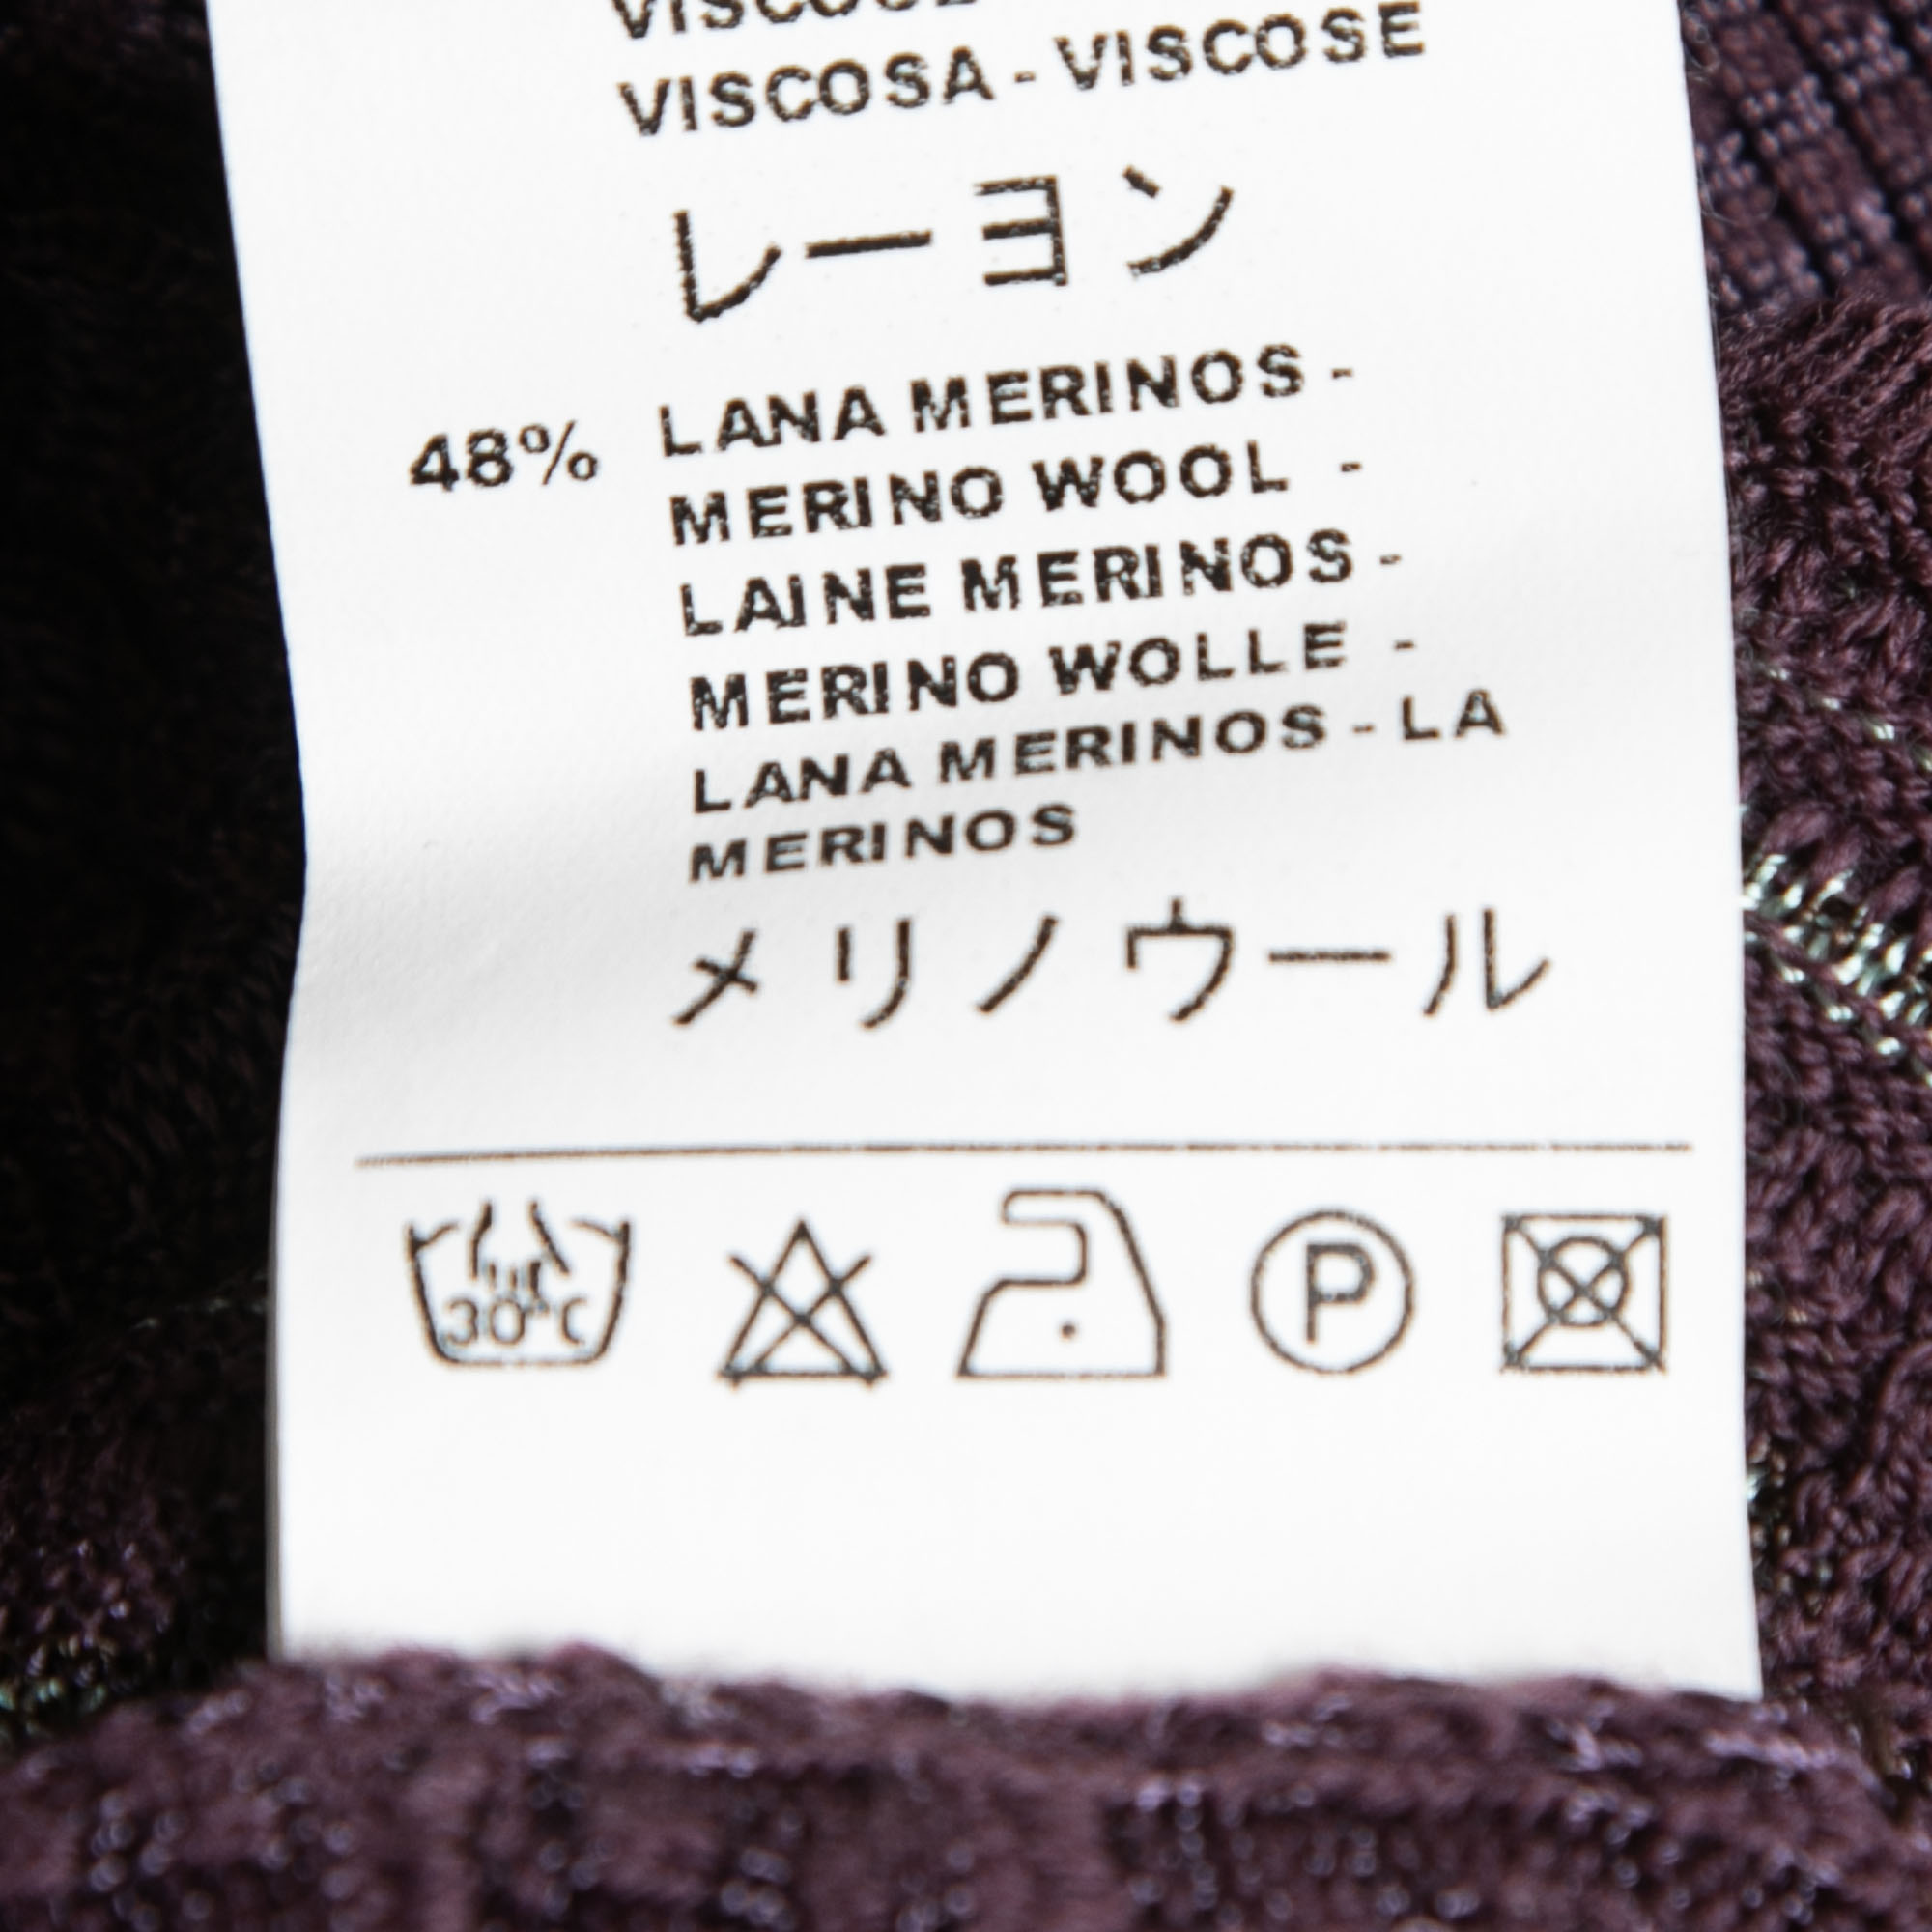 VISCOSA - VISCOSE
レーヨン
48% LANA MERINOS -
MERINO WOOL -
LAINE MERINOS -
MERINO WOLLE -
LANA MERINOS - LA
MERINOS
メリノウール
30°C P